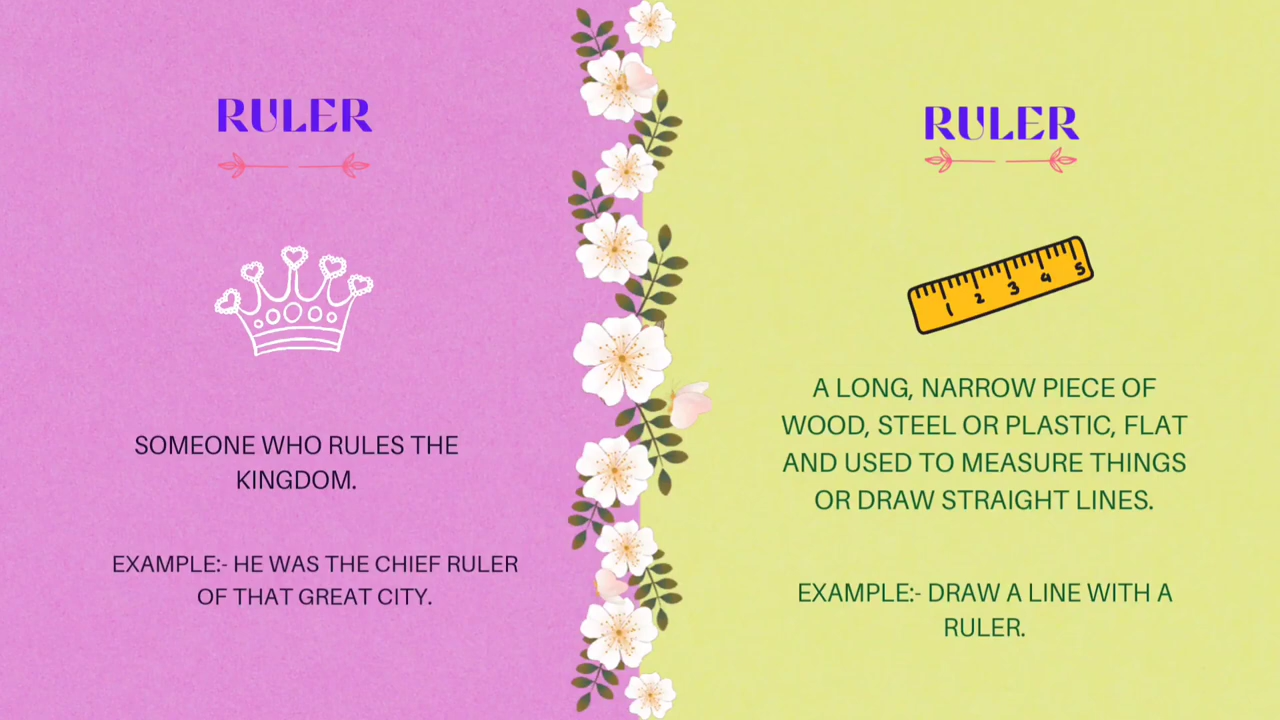 RULER
SOMEONE WHO RULES THE
KINGDOM.
EXAMPLE:- HE WAS THE CHIEF RULER
OF THAT GREAT CITY.
RULER
1 2 3 4 5
A LONG, NARROW PIECE OF
WOOD, STEEL OR PLASTIC, FLAT
AND USED TO MEASURE THINGS
OR DRAW STRAIGHT LINES.
EXAMPLE:- DRAW A LINE WITH A
RULER.